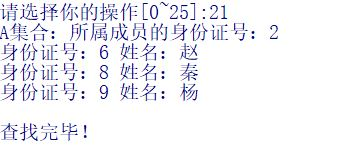 请选择你的操作[0~25]:21
A集合：所属成员的身份证号：2
身份证号：6 姓名：赵
身份证号：8 姓名：秦
身份证号：9 姓名：杨
查找完毕！